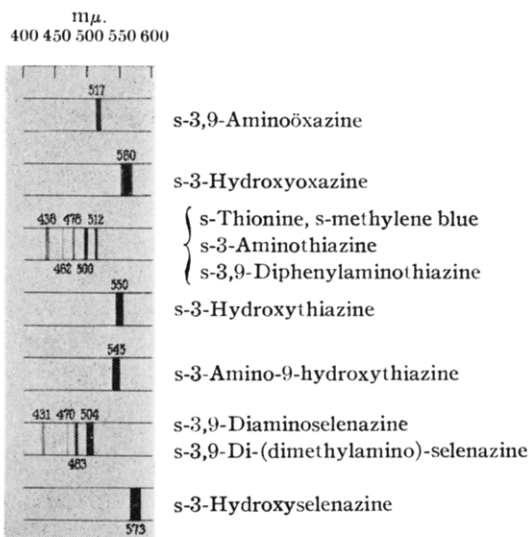 mμ.
400 450 500 550 600
517
s-3,9-Aminoöxazine
560
s-3-Hydroxyoxazine
438 478 512
462 500
s-Thionine, s-methylene blue
s-3-Aminothiazine
s-3,9-Diphenylaminothiazine
550
s-3-Hydroxythiazine
545
s-3-Amino-9-hydroxythiazine
431 470 504
483
s-3,9-Diaminoselenazine
s-3,9-Di-(dimethylamino)-selenazine
s-3-Hydroxyselenazine
573